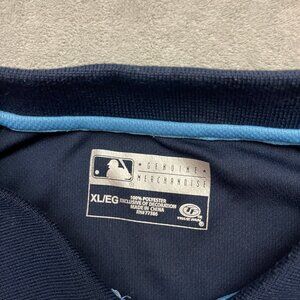 GENUINE
MERCHANDISE
XL/EG
100% POLYESTER
EXCLUSIVE OF DECORATION
MADE IN CHINA